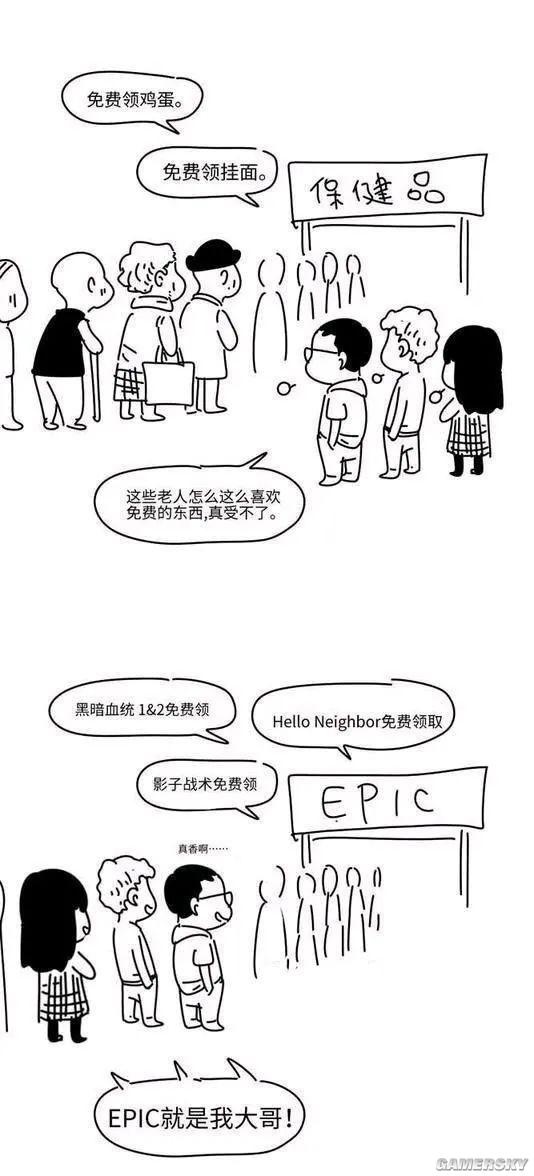 免费领鸡蛋。
免费领挂面。
保健品
这些老人怎么这么喜欢
免费的东西,真受不了。
黑暗血统 1&2免费领
Hello Neighbor免费领取
影子战术免费领
EPIC
真香啊……
EPIC就是我大哥！
GAMERSKY